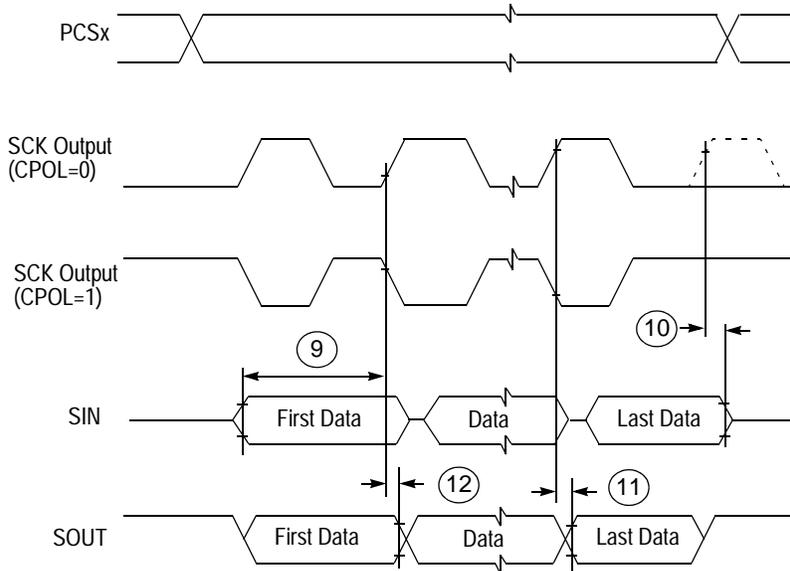 PCSx
SCK Output
(CPOL=0)
SCK Output
(CPOL=1)
10
9
SIN
First Data
Data
Last Data
12
11
SOUT
First Data
Data
Last Data